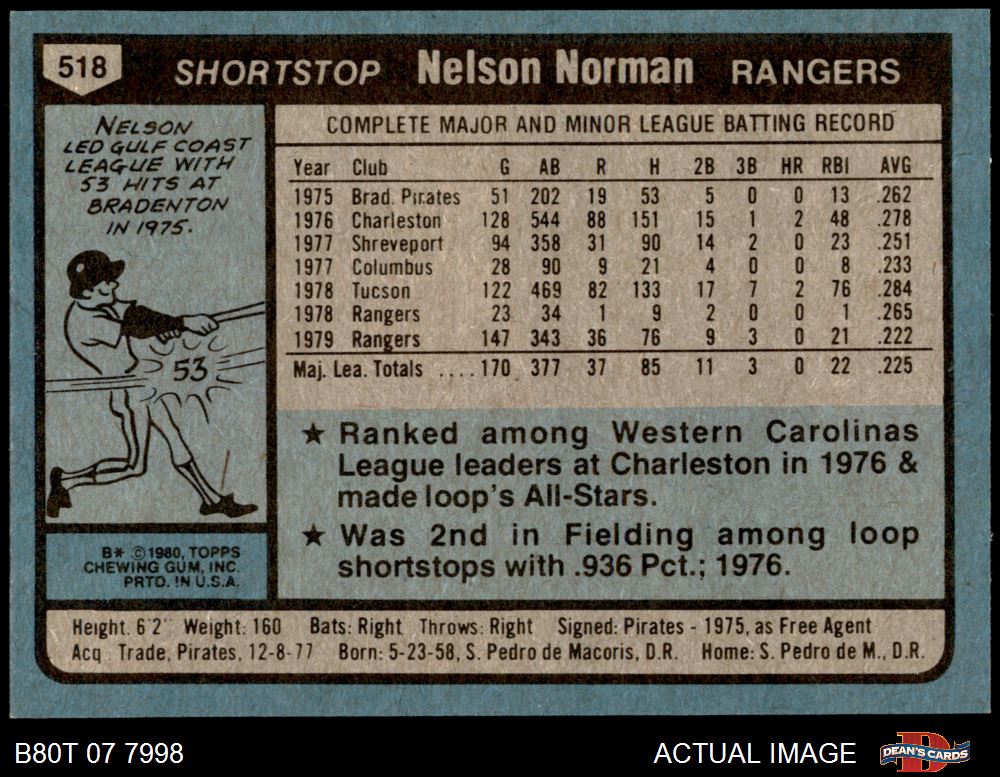 518 SHORTSTOP Nelson Norman RANGERS
NELSON
LED GULF COAST
LEAGUE WITH
53 HITS AT
BRADENTON
IN 1975.
53
B* © 1980, TOPPS
CHEWING GUM, INC.
PRTD. IN U.S.A.
COMPLETE MAJOR AND MINOR LEAGUE BATTING RECORD
Year Club G AB R H 2B 3B HR RBI AVG
1975 Brad. Pirates 51 202 19 53 5 0 0 13 .262
1976 Charleston 128 544 88 151 15 1 2 48 .278
1977 Shreveport 94 358 31 90 14 2 0 23 .251
1977 Columbus 28 90 9 21 4 0 0 8 .233
1978 Tucson 122 469 82 133 17 7 2 76 .284
1978 Rangers 23 34 1 9 2 0 0 1 .265
1979 Rangers 147 343 36 76 9 3 0 21 .222
Maj. Lea. Totals .... 170 377 37 85 11 3 0 22 .225
★ Ranked among Western Carolinas
League leaders at Charleston in 1976 &
made loop's All-Stars.
★ Was 2nd in Fielding among loop
shortstops with .936 Pct.; 1976.
Height. 6'2" Weight: 160 Bats: Right Throws: Right Signed: Pirates - 1975, as Free Agent
Acq. Trade, Pirates, 12-8-77 Born: 5-23-58, S. Pedro de Macoris, D.R. Home: S. Pedro de M., D.R.
B80T 07 7998 ACTUAL IMAGE DEAN'S CARDS